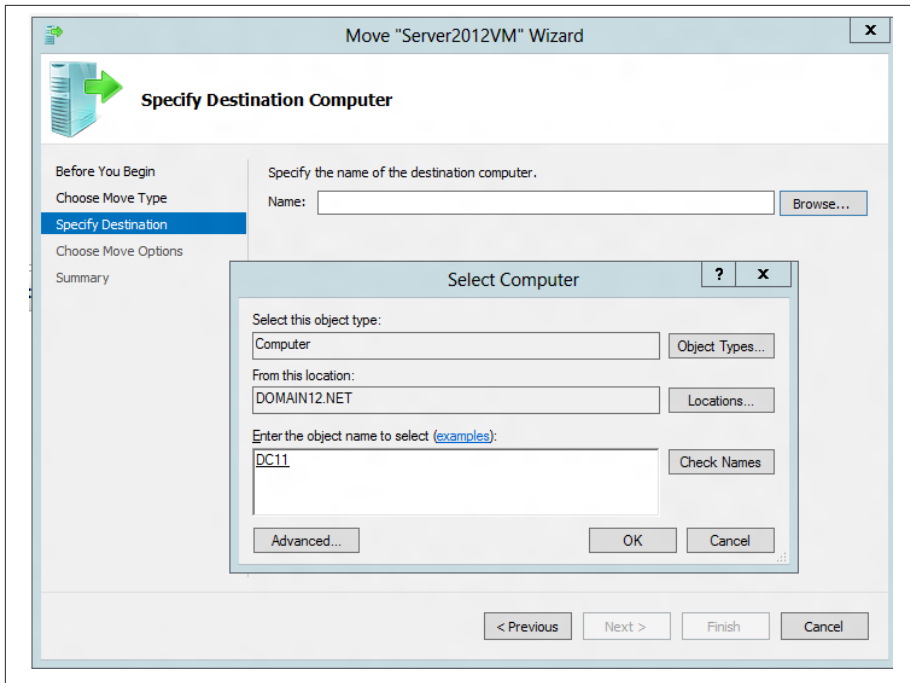 Move "Server2012VM" Wizard
x
Specify Destination Computer
Before You Begin
Choose Move Type
Specify Destination
Choose Move Options
Summary
Specify the name of the destination computer.
Name:
Browse...
Select Computer
? x
Select this object type:
Computer
Object Types...
From this location:
DOMAIN12.NET
Locations...
Enter the object name to select (examples):
DC11
Check Names
Advanced...
OK
Cancel
< Previous
Next >
Finish
Cancel